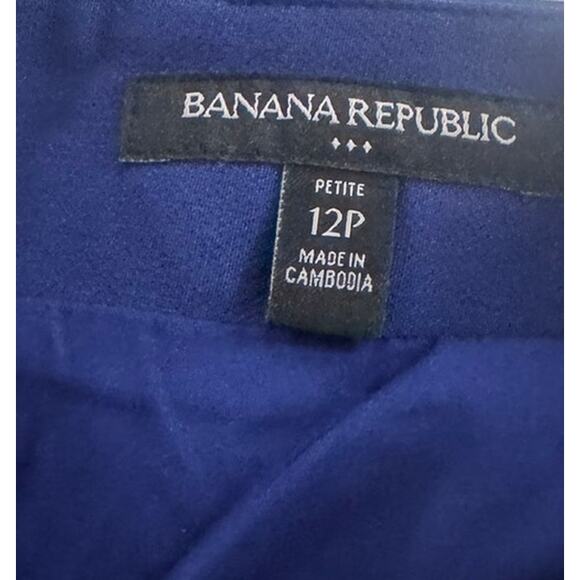 BANANA REPUBLIC
PETITE
12P
MADE IN
CAMBODIA